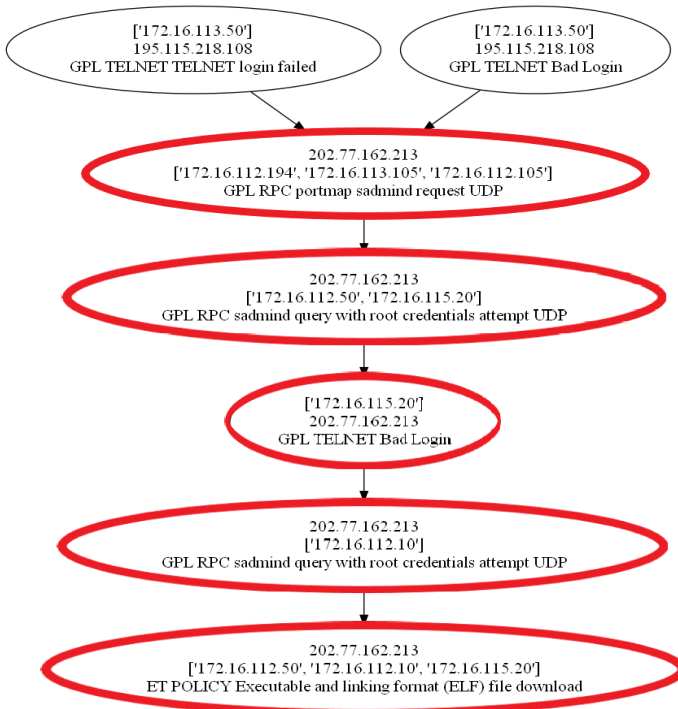 ['172.16.113.50']
195.115.218.108
GPL TELNET TELNET login failed
['172.16.113.50']
195.115.218.108
GPL TELNET Bad Login
202.77.162.213
['172.16.112.194', '172.16.113.105', '172.16.112.105']
GPL RPC portmap sadmind request UDP
202.77.162.213
['172.16.112.50', '172.16.115.20']
GPL RPC sadmind query with root credentials attempt UDP
['172.16.115.20']
202.77.162.213
GPL TELNET Bad Login
202.77.162.213
['172.16.112.10']
GPL RPC sadmind query with root credentials attempt UDP
202.77.162.213
['172.16.112.50', '172.16.112.10', '172.16.115.20']
ET POLICY Executable and linking format (ELF) file download